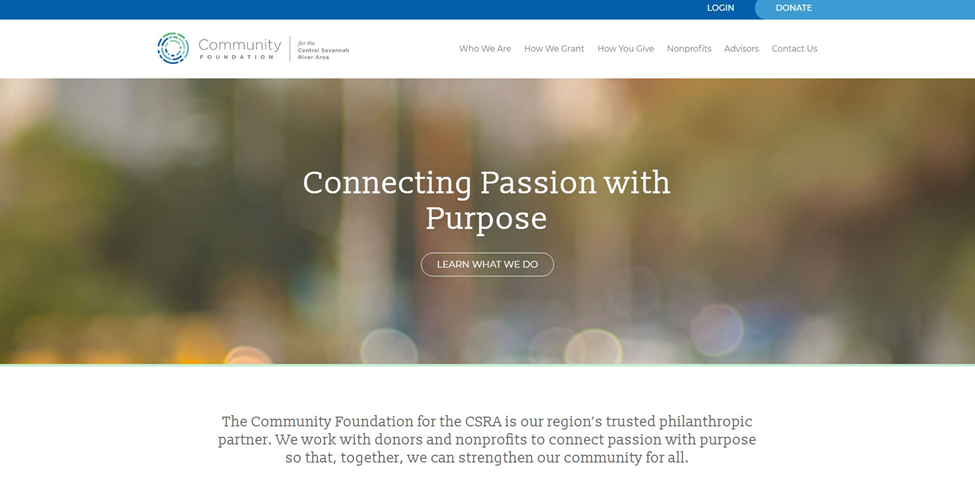 LOGIN
DONATE
Community
FOUNDATION
for the
Central Savannah
River Area
Who We Are
How We Grant
How You Give
Nonprofits
Advisors
Contact Us
Connecting Passion with
Purpose
LEARN WHAT WE DO
The Community Foundation for the CSRA is our region's trusted philanthropic
partner. We work with donors and nonprofits to connect passion with purpose
so that, together, we can strengthen our community for all.